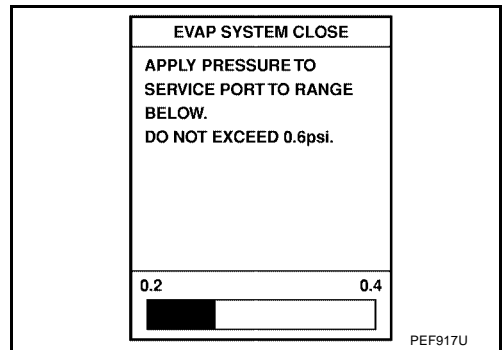 EVAP SYSTEM CLOSE
APPLY PRESSURE TO
SERVICE PORT TO RANGE
BELOW.
DO NOT EXCEED 0.6psi.
0.2 0.4
PEF917U